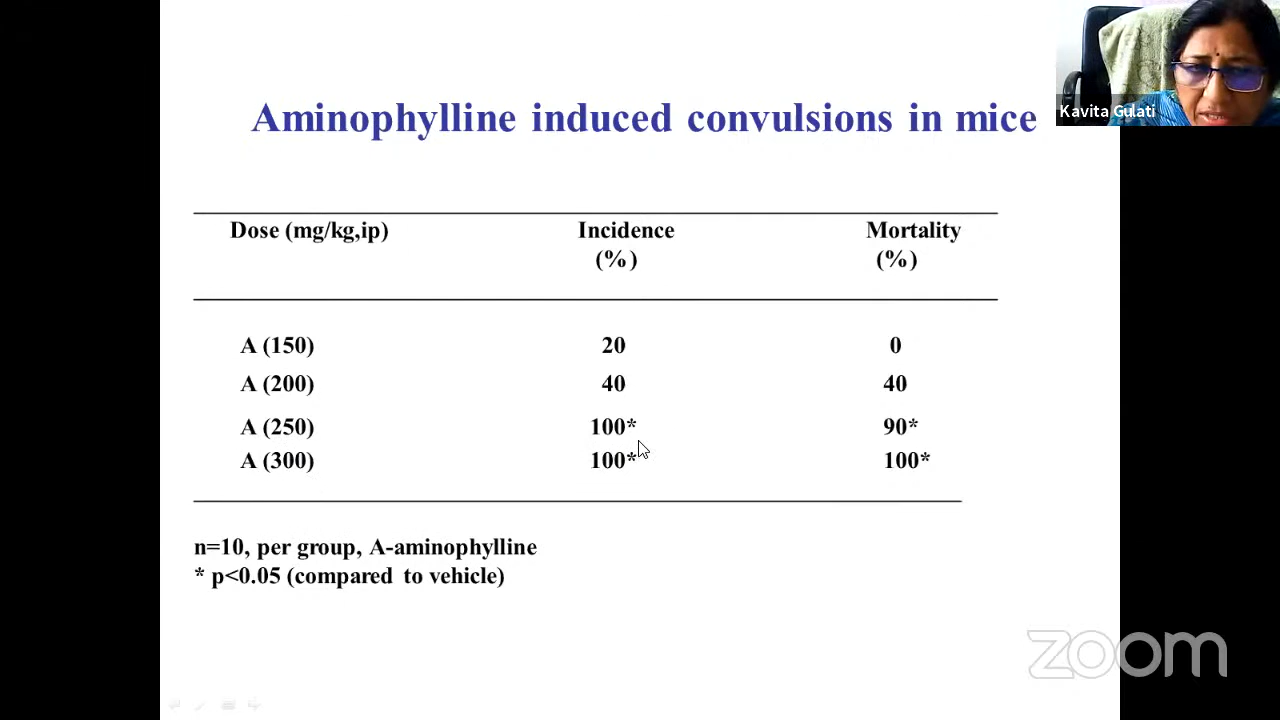 Aminophylline induced convulsions in mice
Kavita Gulati
Dose (mg/kg,ip) Incidence Mortality
(%) (%)
A (150) 20 0
A (200) 40 40
A (250) 100* 90*
A (300) 100* 100*
n=10, per group, A-aminophylline
* p<0.05 (compared to vehicle)
zoom